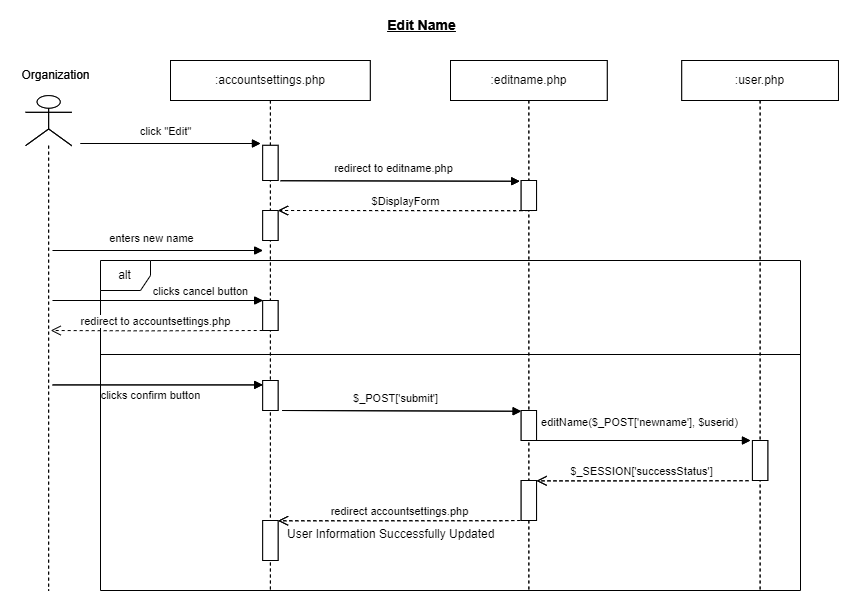 Edit Name
Organization
:accountsettings.php
:editname.php
:user.php
click "Edit"
redirect to editname.php
$DisplayForm
enters new name
alt
clicks cancel button
redirect to accountsettings.php
clicks confirm button
$_POST['submit']
editName($_POST['newname'], $userid)
$_SESSION['successStatus']
redirect accountsettings.php
User Information Successfully Updated